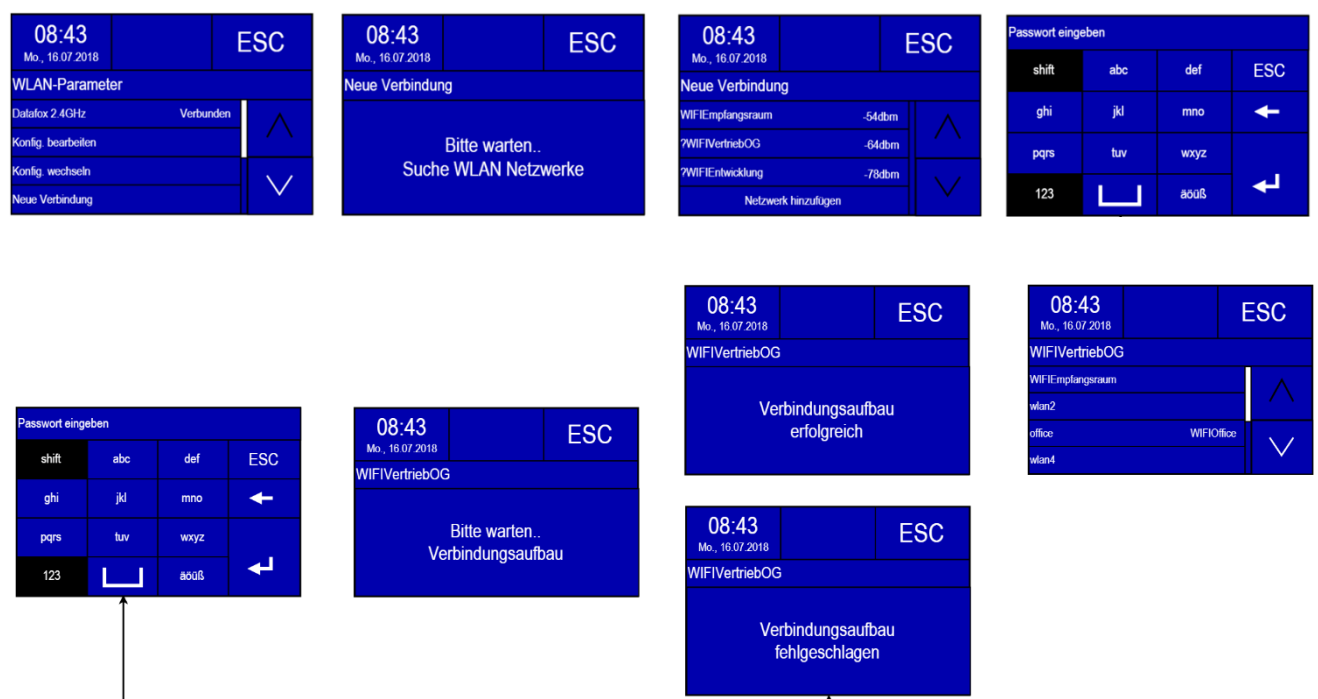 08:43
Mo., 16.07.2018
ESC
WLAN-Parameter
Datafox 2.4GHz Verbunden
Konfig. bearbeiten
Konfig. wechseln
Neue Verbindung
08:43
Mo., 16.07.2018
ESC
Neue Verbindung
Bitte warten..
Suche WLAN Netzwerke
08:43
Mo., 16.07.2018
ESC
Neue Verbindung
WIFIEmpfangsraum -54dbm
?WIFIVertriebOG -64dbm
?WIFIEntwicklung -78dbm
Netzwerk hinzufügen
Passwort eingeben
shift abc def ESC
ghi jkl mno
pqrs tuv wxyz
123 äöüß
08:43
Mo., 16.07.2018
ESC
WIFIVertriebOG
Verbindungsaufbau
erfolgreich
08:43
Mo., 16.07.2018
ESC
WIFIVertriebOG
WIFIEmpfangsraum
wlan2
office WIFIOffice
wlan4
Passwort eingeben
shift abc def ESC
ghi jkl mno
pqrs tuv wxyz
123 äöüß
08:43
Mo., 16.07.2018
ESC
WIFIVertriebOG
Bitte warten..
Verbindungsaufbau
08:43
Mo., 16.07.2018
ESC
WIFIVertriebOG
Verbindungsaufbau
fehlgeschlagen